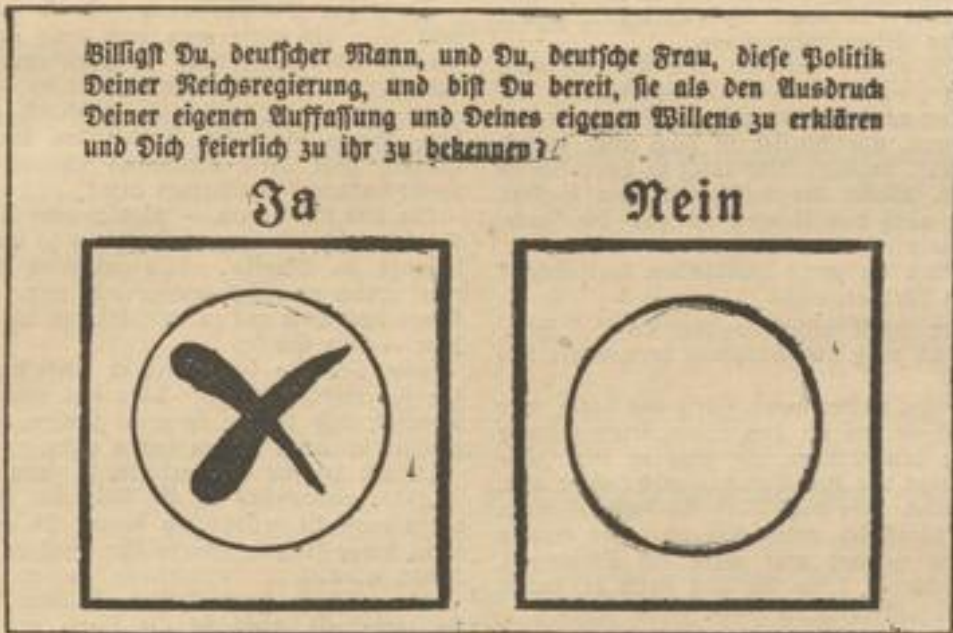 Billigst Du, deutscher Mann, und Du, deutsche Frau, diese Politik
Deiner Reichsregierung, und bist Du bereit, sie als den Ausdruck
Deiner eigenen Auffassung und Deines eigenen Willens zu erklären
und Dich feierlich zu ihr zu bekennen?
Ja Nein